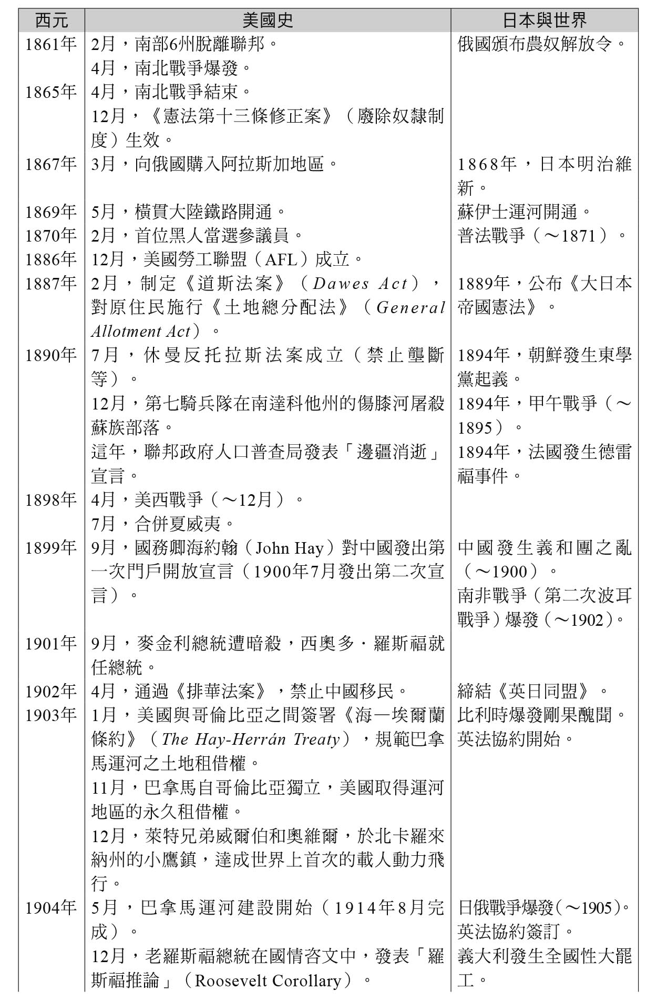 西元 美國史 日本與世界
1861年 2月，南部6州脫離聯邦。 俄國頒布農奴解放令。
4月，南北戰爭爆發。
1865年 4月，南北戰爭結束。
12月，《憲法第十三條修正案》（廢除奴隸制
度）生效。
1867年 3月，向俄國購入阿拉斯加地區。 1868年，日本明治維
新。
1869年 5月，橫貫大陸鐵路開通。 蘇伊士運河開通。
1870年 2月，首位黑人當選參議員。 普法戰爭（～1871）。
1886年 12月，美國勞工聯盟（AFL）成立。
1887年 2月，制定《道斯法案》（Dawes Act）， 1889年，公布《大日本
對原住民施行《土地總分配法》（General 帝國憲法》。
Allotment Act）。
1890年 7月，休曼反托拉斯法案成立（禁止壟斷 1894年，朝鮮發生東學
等）。 黨起義。
12月，第七騎兵隊在南達科他州的傷膝河屠殺 1894年，甲午戰爭（～
蘇族部落。 1895）。
這年，聯邦政府人口普查局發表「邊疆消逝」 1894年，法國發生德雷
宣言。 福事件。
1898年 4月，美西戰爭（～12月）。
7月，合併夏威夷。
1899年 9月，國務卿海約翰（John Hay）對中國發出第 中國發生義和團之亂
一次門戶開放宣言（1900年7月發出第二次宣 （～1900）。
言）。 南非戰爭（第二次波耳
戰爭）爆發（～1902）。
1901年 9月，麥金利總統遭暗殺，西奧多．羅斯福就
任總統。
1902年 4月，通過《排華法案》，禁止中國移民。 締結《英日同盟》。
1903年 1月，美國與哥倫比亞之間簽署《海—埃爾蘭 比利時爆發剛果醜聞。
條約》（The Hay-Herrán Treaty），規範巴拿 英法協約開始。
馬運河之土地租借權。
11月，巴拿馬自哥倫比亞獨立，美國取得運河
地區的永久租借權。
12月，萊特兄弟威爾伯和奧維爾，於北卡羅來
納州的小鷹鎮，達成世界上首次的載人動力飛
行。
1904年 5月，巴拿馬運河建設開始（1914年8月完 日俄戰爭爆發（～1905）。
成）。 英法協約簽訂。
12月，老羅斯福總統在國情咨文中，發表「羅 義大利發生全國性大罷
斯福推論」（Roosevelt Corollary）。 工。